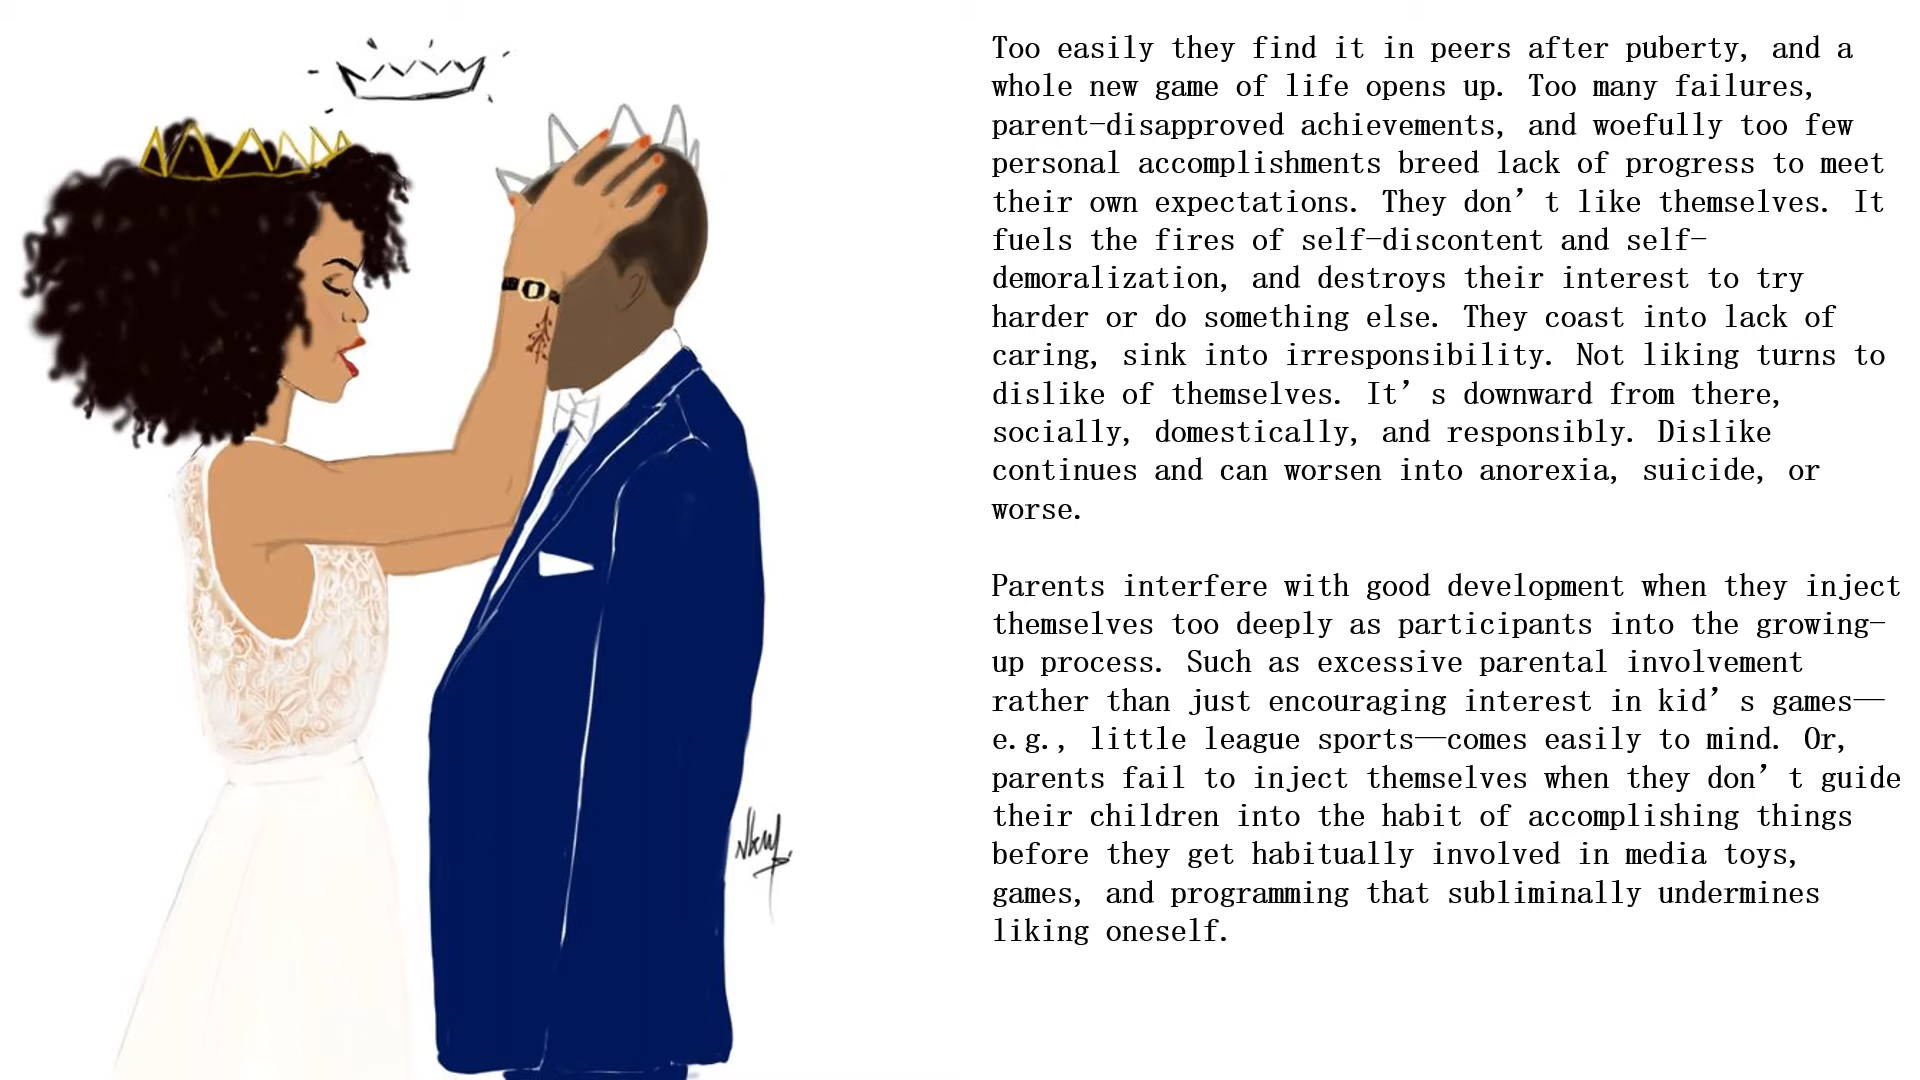 Too easily they find it in peers after puberty, and a
whole new game of life opens up. Too many failures,
parent-disapproved achievements, and woefully too few
personal accomplishments breed lack of progress to meet
their own expectations. They don’t like themselves. It
fuels the fires of self-discontent and self-
demoralization, and destroys their interest to try
harder or do something else. They coast into lack of
caring, sink into irresponsibility. Not liking turns to
dislike of themselves. It’s downward from there,
socially, domestically, and responsibly. Dislike
continues and can worsen into anorexia, suicide, or
worse.

Parents interfere with good development when they inject
themselves too deeply as participants into the growing-
up process. Such as excessive parental involvement
rather than just encouraging interest in kid’s games—
e.g., little league sports—comes easily to mind. Or,
parents fail to inject themselves when they don’t guide
their children into the habit of accomplishing things
before they get habitually involved in media toys,
games, and programming that subliminally undermines
liking oneself.